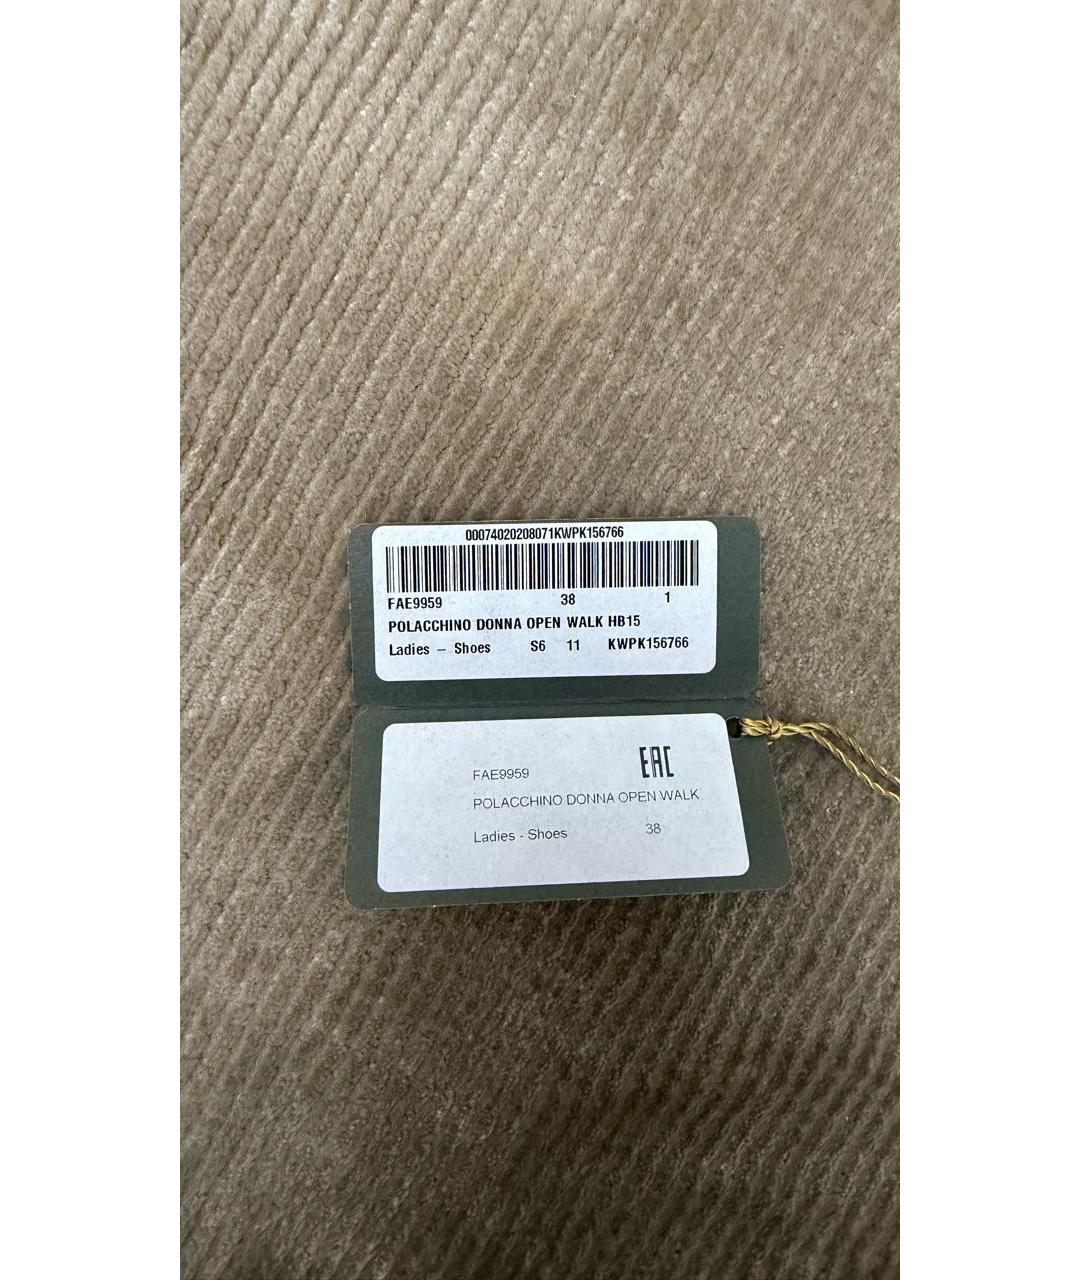 00074020208071KWPK156766
FAE9959 38 1
POLACCHINO DONNA OPEN WALK HB15
Ladies – Shoes S6 11 KWPK156766
FAE9959 EAC
POLACCHINO DONNA OPEN WALK
Ladies - Shoes 38